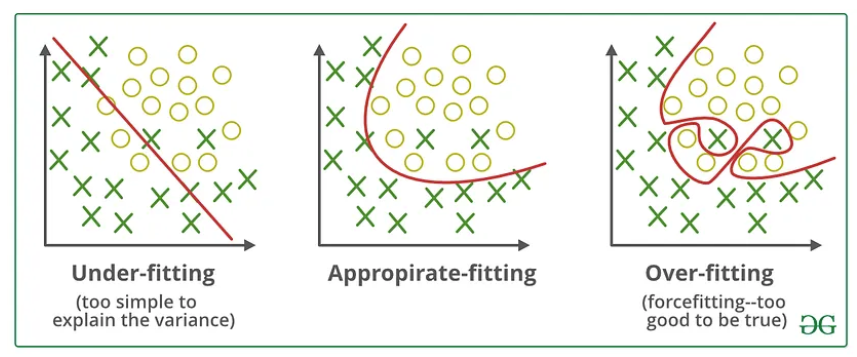 Under-fitting
(too simple to
explain the variance)
Appropirate-fitting
Over-fitting
(forcefitting--too
good to be true)
GG